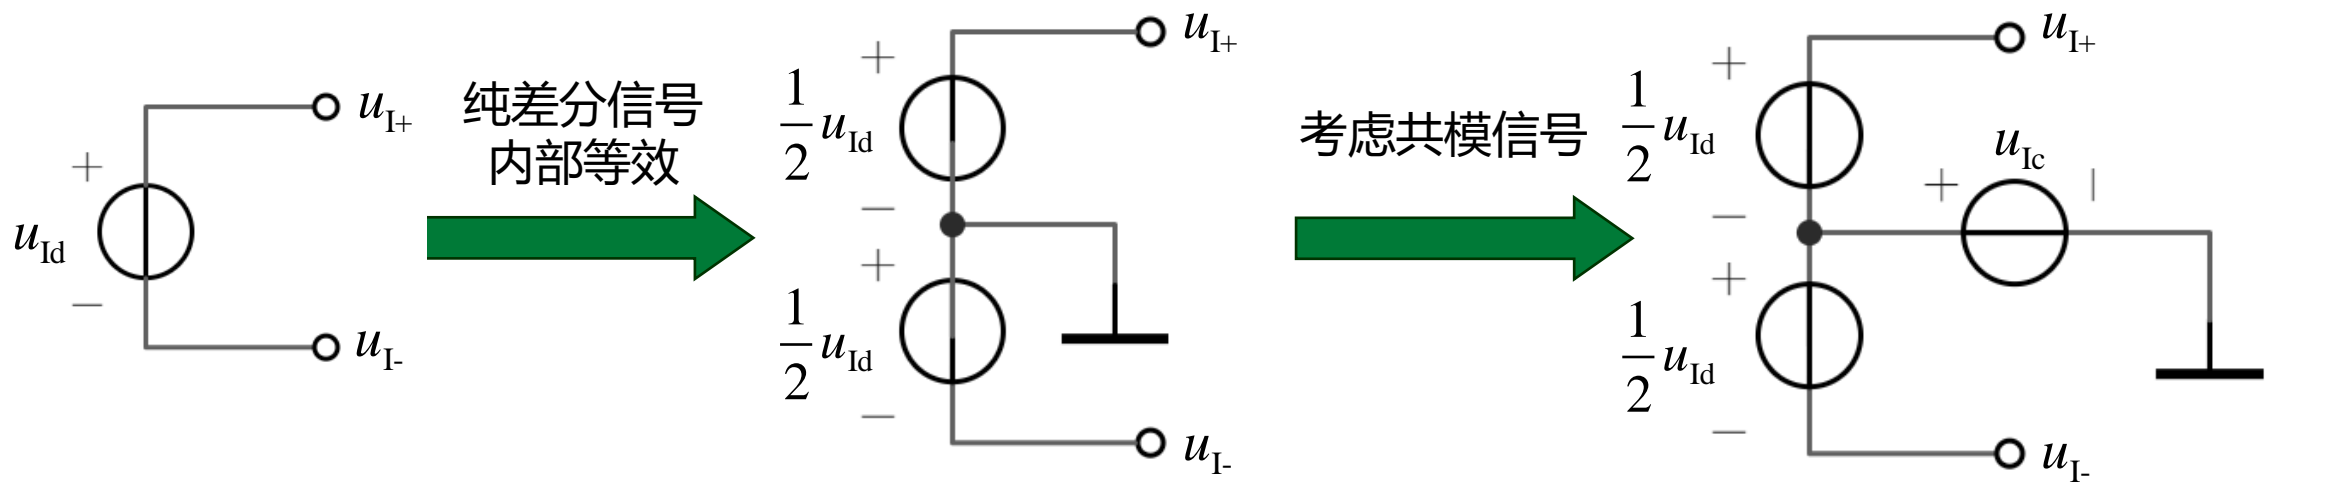 +
u_Id
−
u_I+
u_I-
纯差分信号
内部等效
+
1/2 u_Id
−
+
1/2 u_Id
−
u_I+
u_I-
考虑共模信号
+
1/2 u_Id
−
+
1/2 u_Id
−
u_I+
u_Ic
+ |
u_I-